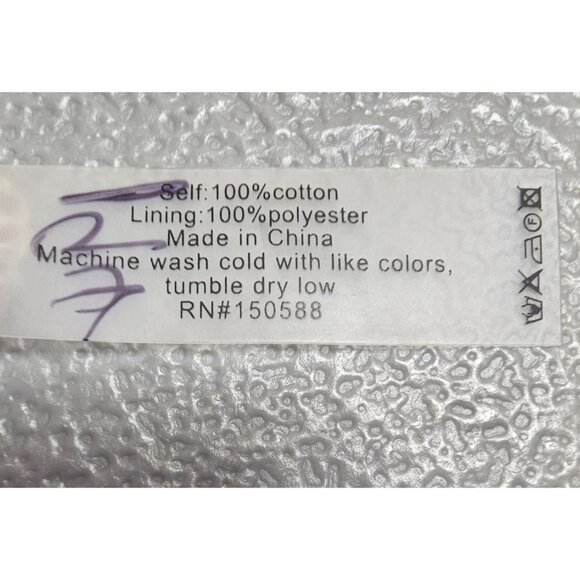 Self:100%cotton
Lining:100%polyester
Made in China
Machine wash cold with like colors,
tumble dry low
RN#150588
F